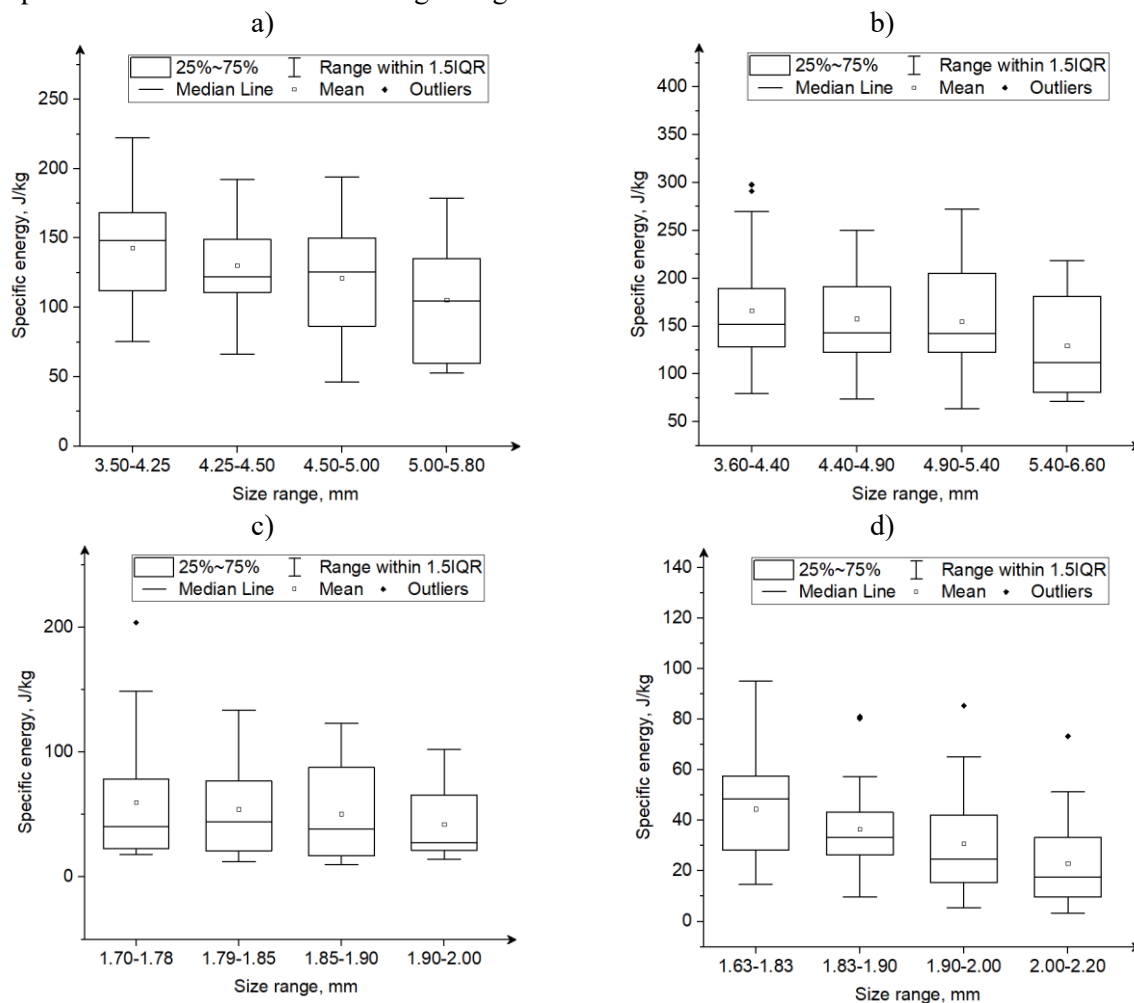 a)
25%~75% Range within 1.5IQR
Median Line Mean Outliers
250
200
150
100
50
0
Specific energy, J/kg
3.50-4.25 4.25-4.50 4.50-5.00 5.00-5.80
Size range, mm
b)
25%~75% Range within 1.5IQR
Median Line Mean Outliers
400
350
300
250
200
150
100
50
Specific energy, J/kg
3.60-4.40 4.40-4.90 4.90-5.40 5.40-6.60
Size range, mm
c)
25%~75% Range within 1.5IQR
Median Line Mean Outliers
200
100
0
Specific energy, J/kg
1.70-1.78 1.79-1.85 1.85-1.90 1.90-2.00
Size range, mm
d)
25%~75% Range within 1.5IQR
Median Line Mean Outliers
140
120
100
80
60
40
20
0
Specific energy, J/kg
1.63-1.83 1.83-1.90 1.90-2.00 2.00-2.20
Size range, mm